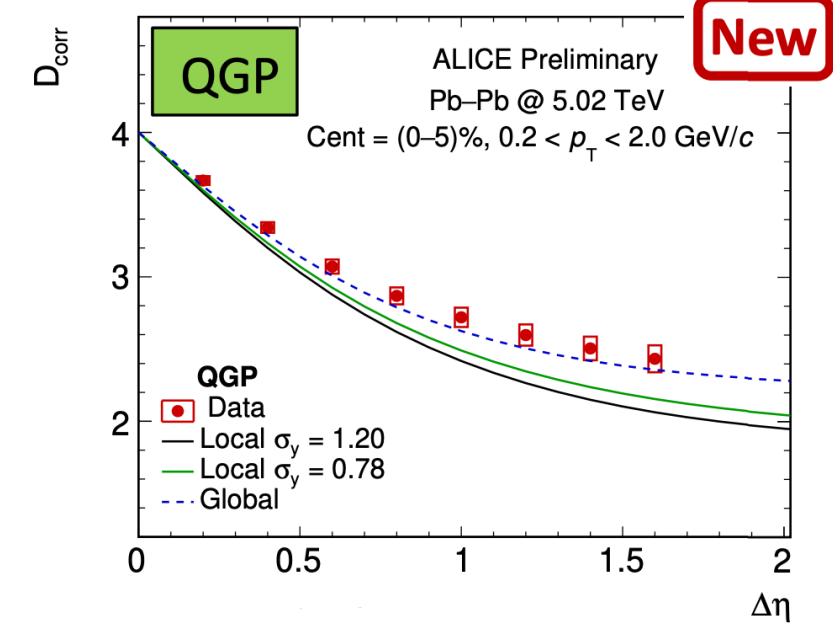 New
QGP
ALICE Preliminary
Pb–Pb @ 5.02 TeV
Cent = (0–5)%, 0.2 < p_T < 2.0 GeV/c
D_corr
4
3
2
QGP
Data
Local σ_y = 1.20
Local σ_y = 0.78
Global
0 0.5 1 1.5 2
Δη